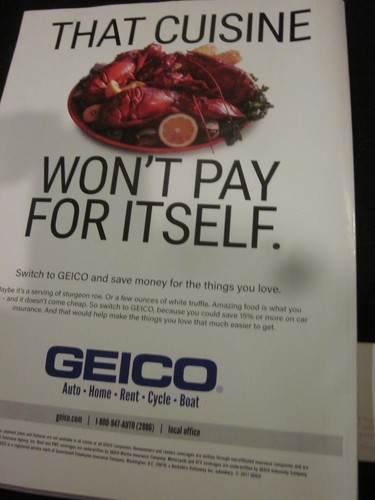 THAT CUISINE
WON'T PAY
FOR ITSELF.
Switch to GEICO and save money for the things you love.
Maybe it's a serving of sturgeon roe. Or a few ounces of white truffle. Amazing food is what you
- and it doesn't come cheap. So switch to GEICO, because you could save 15% or more on car
insurance. And that would help make the things you love that much easier to get.
GEICO
Auto • Home • Rent • Cycle • Boat
geico.com | 1-800-947-AUTO (2886) | local office